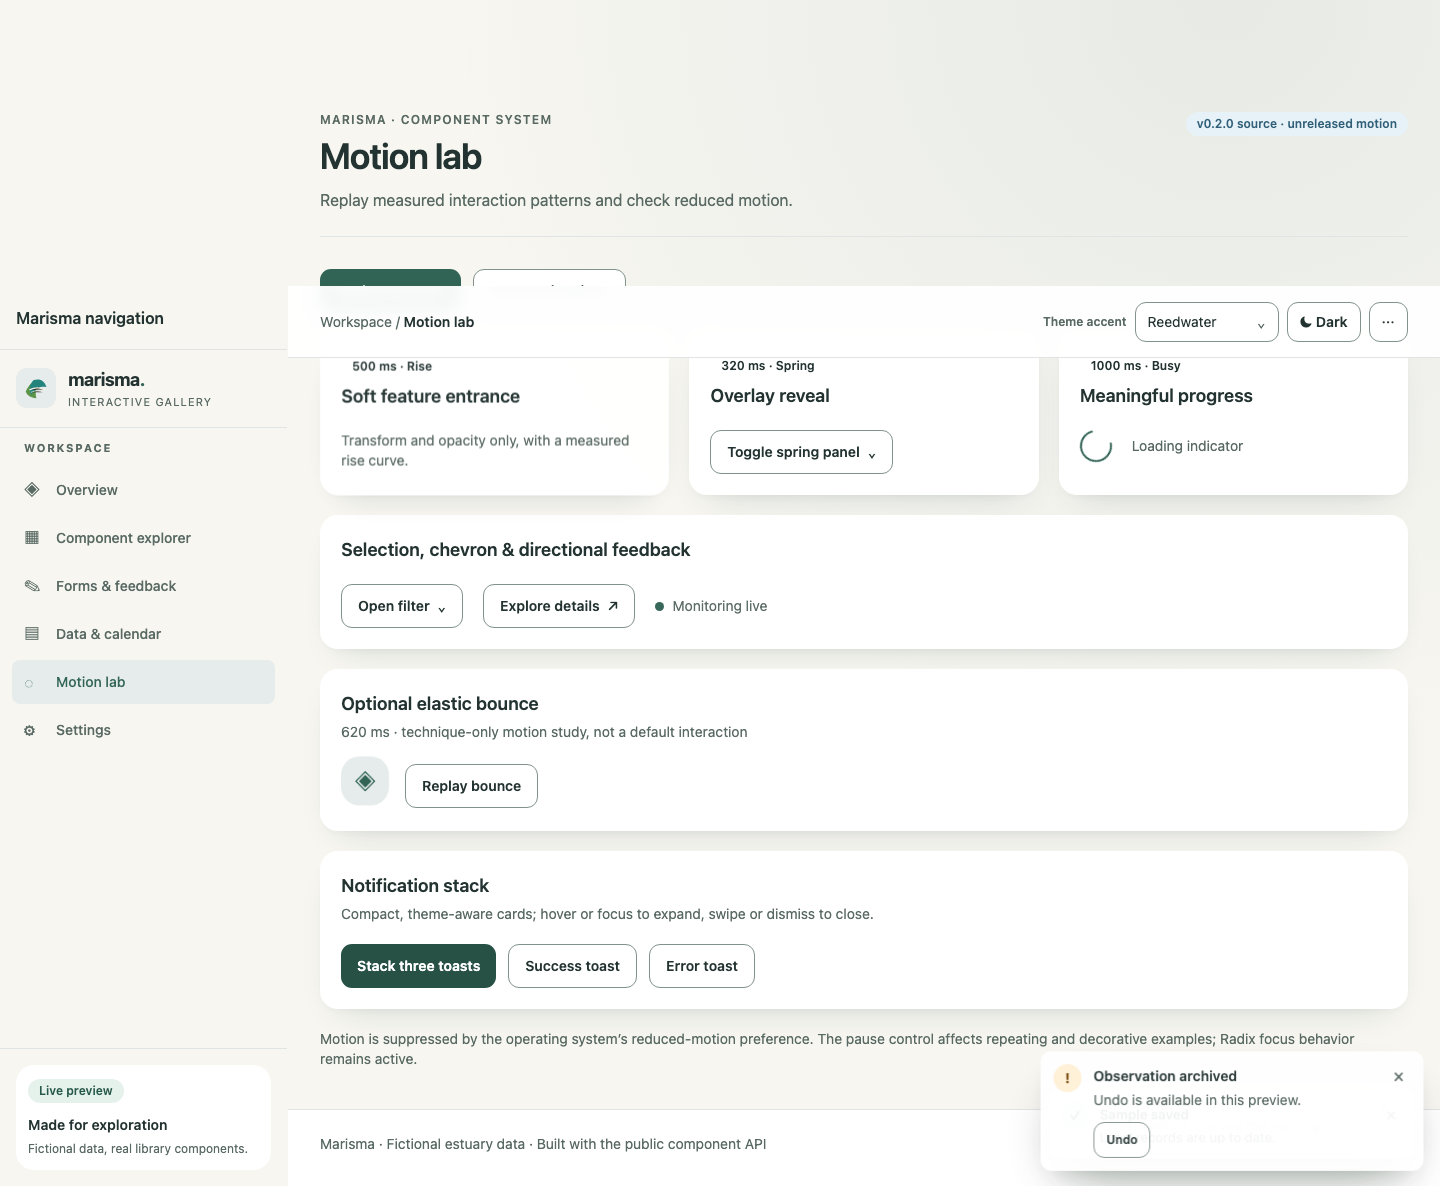 MARISMA · COMPONENT SYSTEM
v0.2.0 source · unreleased motion
Motion lab
Replay measured interaction patterns and check reduced motion.
Marisma navigation
Workspace / Motion lab
Theme accent
Reedwater
Dark
marisma.
INTERACTIVE GALLERY
WORKSPACE
Overview
Component explorer
Forms & feedback
Data & calendar
Motion lab
Settings
Live preview
Made for exploration
Fictional data, real library components.
500 ms · Rise
Soft feature entrance
Transform and opacity only, with a measured
rise curve.
320 ms · Spring
Overlay reveal
Toggle spring panel
1000 ms · Busy
Meaningful progress
Loading indicator
Selection, chevron & directional feedback
Open filter
Explore details ↗
Monitoring live
Optional elastic bounce
620 ms · technique-only motion study, not a default interaction
Replay bounce
Notification stack
Compact, theme-aware cards; hover or focus to expand, swipe or dismiss to close.
Stack three toasts
Success toast
Error toast
Motion is suppressed by the operating system’s reduced-motion preference. The pause control affects repeating and decorative examples; Radix focus behavior
remains active.
Marisma · Fictional estuary data · Built with the public component API
! Observation archived
Undo is available in this preview.
Sample saved
records are up to date.
Undo